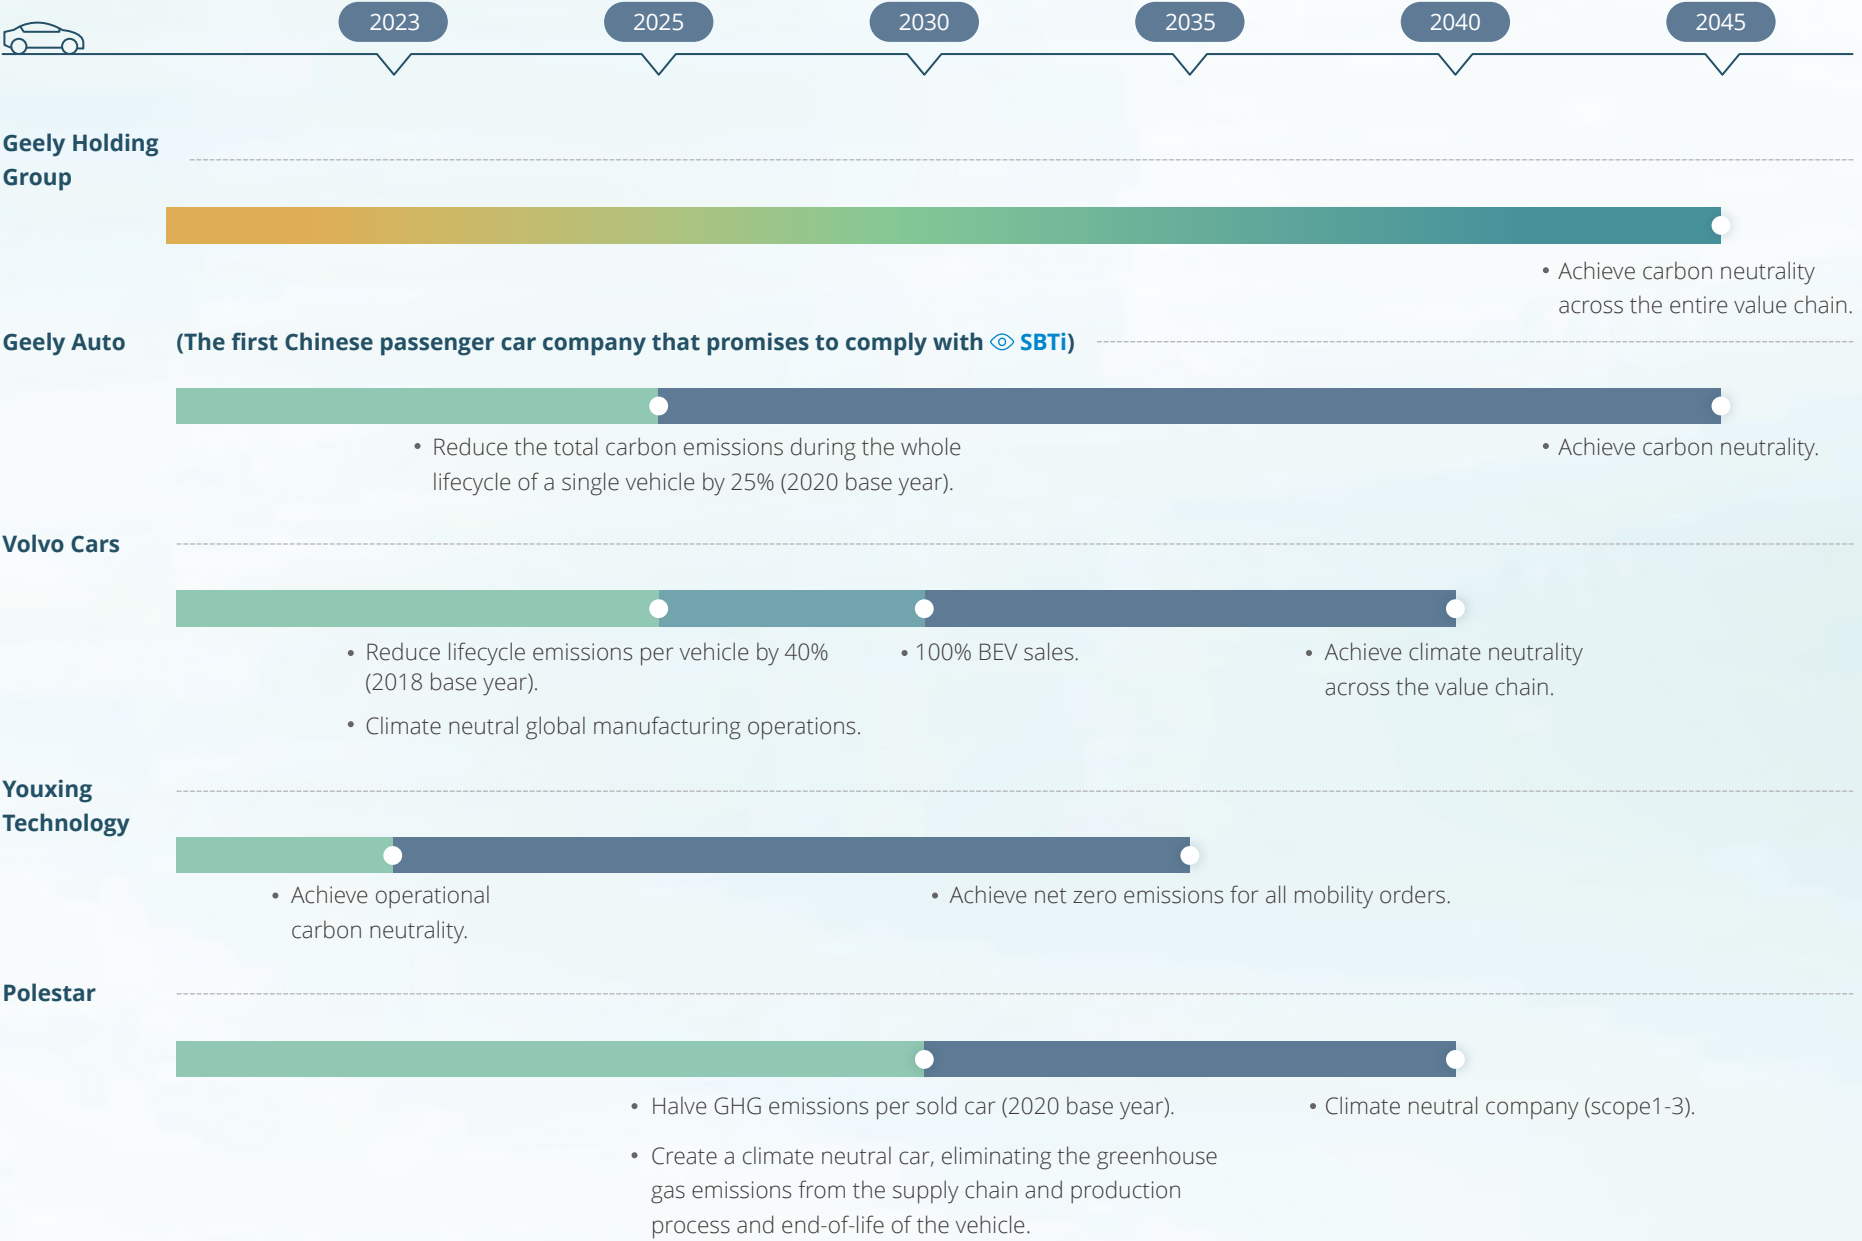 2023 2025 2030 2035 2040 2045
Geely Holding
Group
• Achieve carbon neutrality
across the entire value chain.
Geely Auto (The first Chinese passenger car company that promises to comply with SBTi)
• Reduce the total carbon emissions during the whole
lifecycle of a single vehicle by 25% (2020 base year).
• Achieve carbon neutrality.
Volvo Cars
• Reduce lifecycle emissions per vehicle by 40%
(2018 base year).
• Climate neutral global manufacturing operations.
• 100% BEV sales.
• Achieve climate neutrality
across the value chain.
Youxing
Technology
• Achieve operational
carbon neutrality.
• Achieve net zero emissions for all mobility orders.
Polestar
• Halve GHG emissions per sold car (2020 base year).
• Create a climate neutral car, eliminating the greenhouse
gas emissions from the supply chain and production
process and end-of-life of the vehicle.
• Climate neutral company (scope1-3).